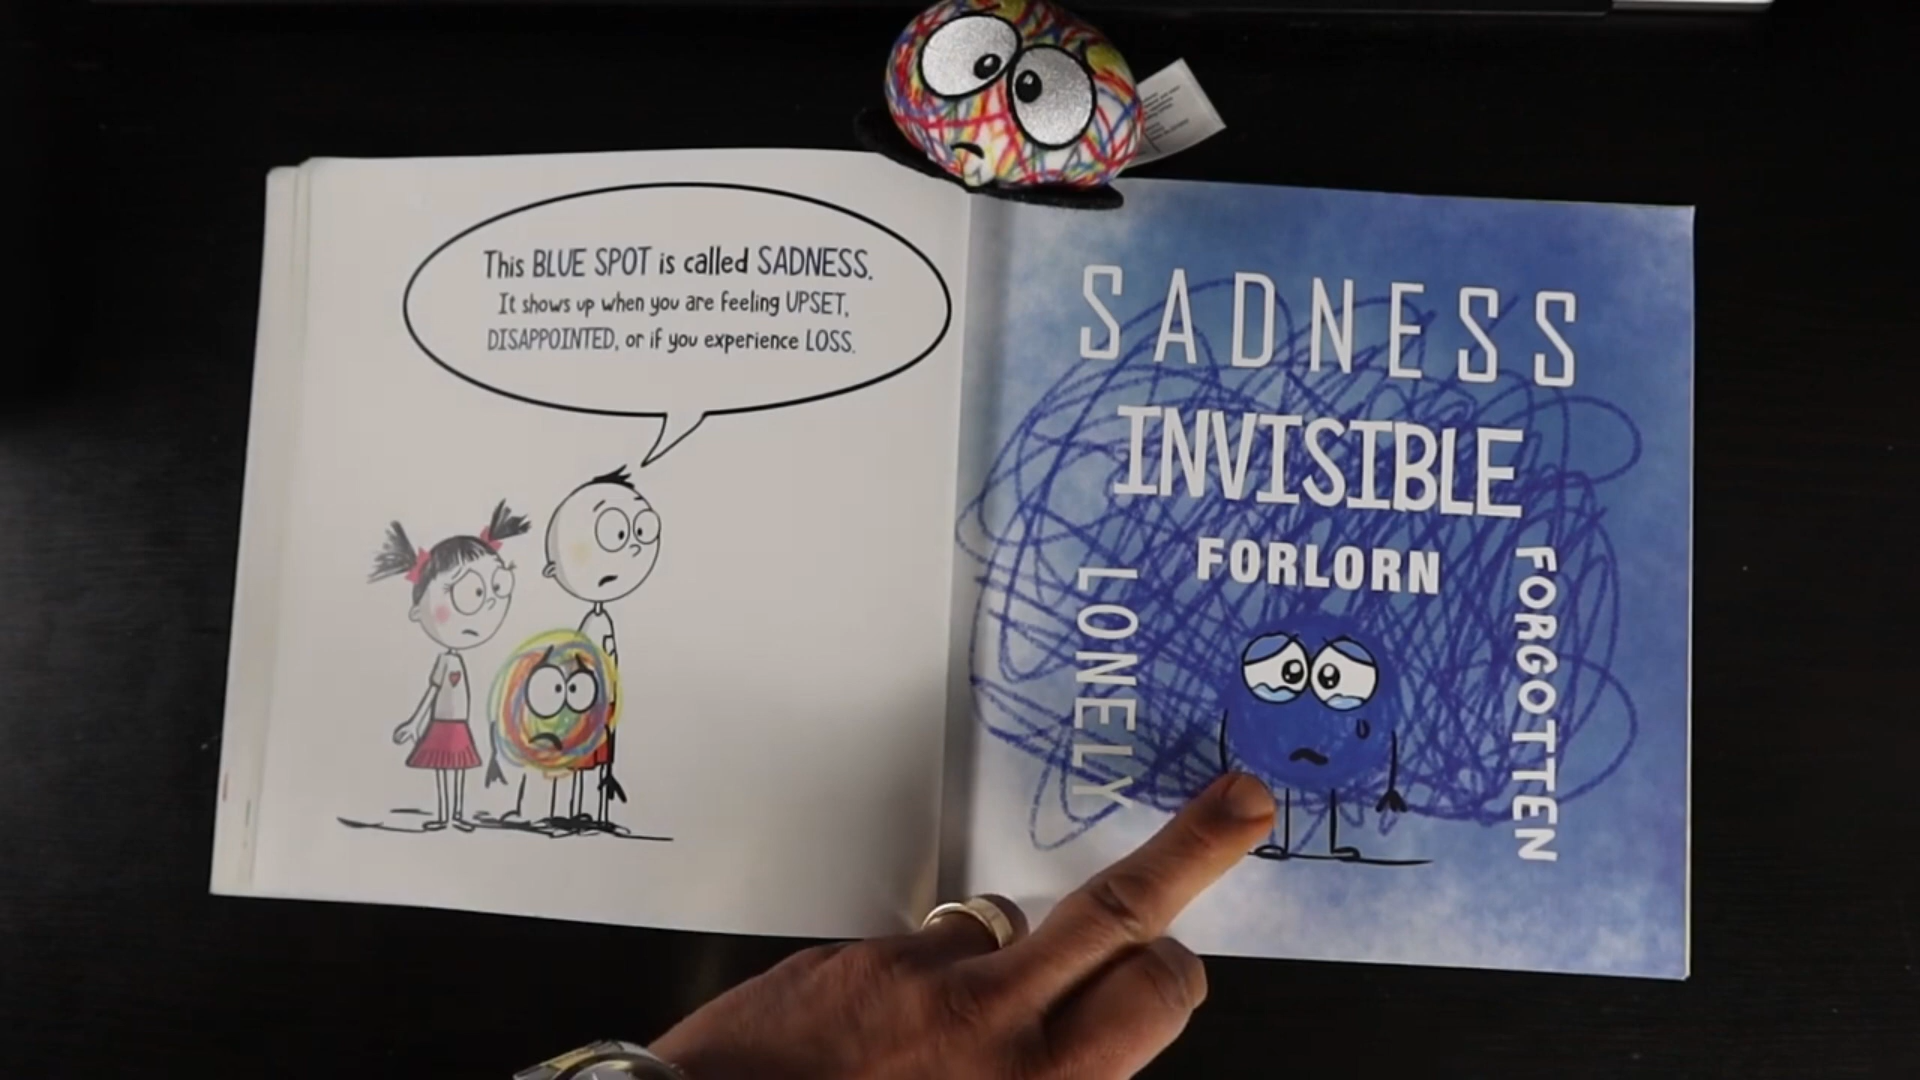 This BLUE SPOT is called SADNESS.
It shows up when you are feeling UPSET,
DISAPPOINTED, or if you experience LOSS.
SADNESS
INVISIBLE
FORLORN
LONELY
FORGOTTEN